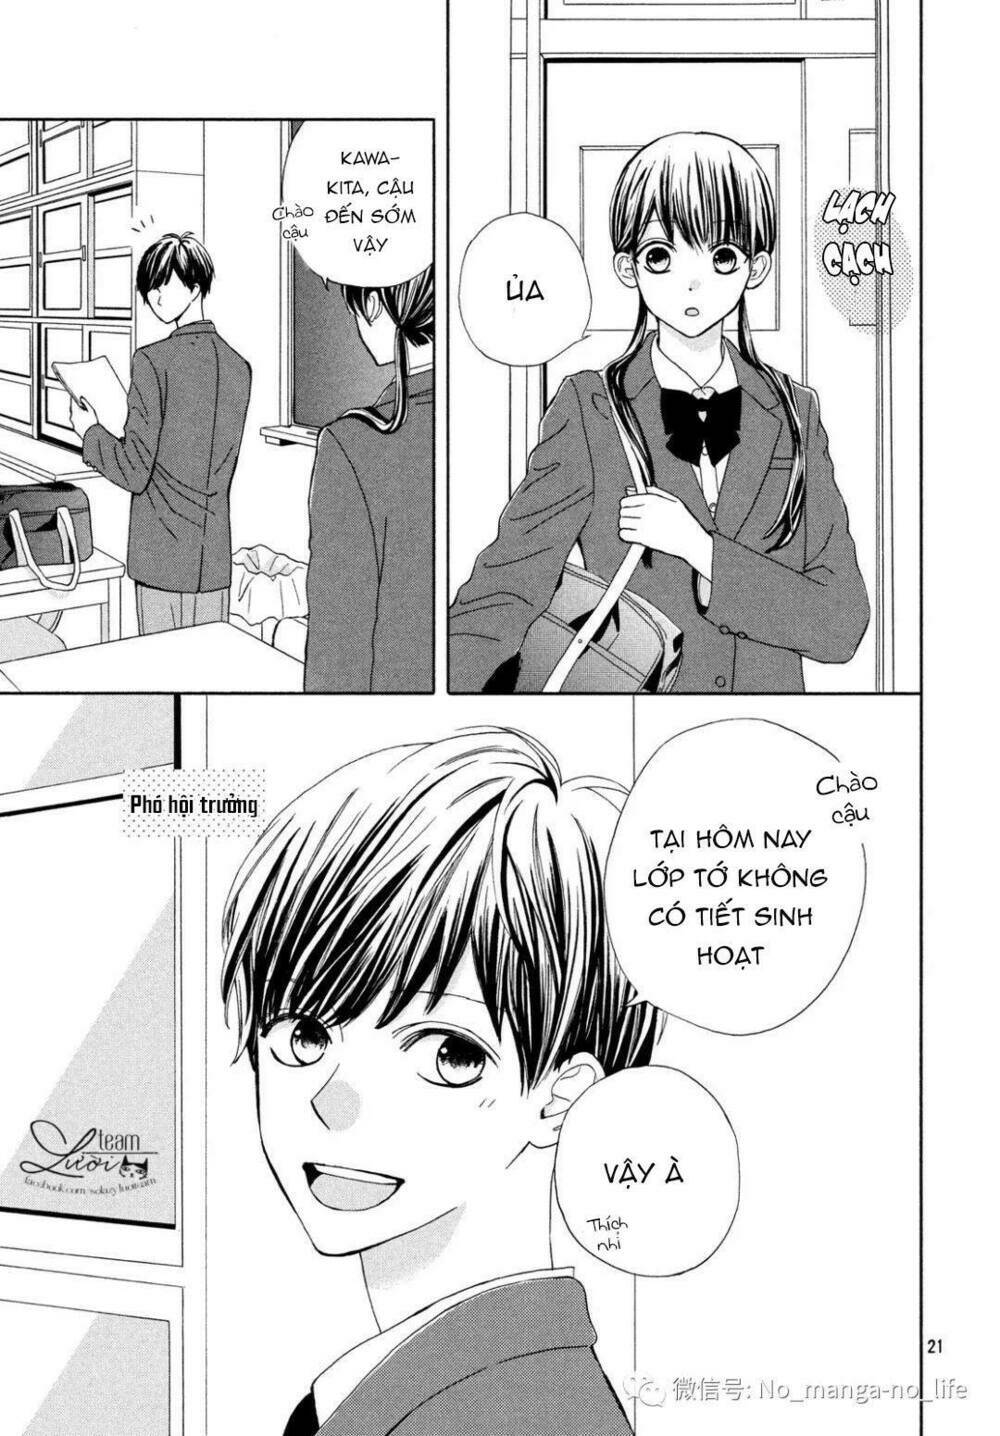 LẠCH
CẠCH
ỦA
KAWA-
KITA, CẬU
ĐẾN SỚM
VẬY
Chào
cậu
Phó hội trưởng
Chào
cậu
TẠI HÔM NAY
LỚP TỚ KHÔNG
CÓ TIẾT SINH
HOẠT
VẬY À
Thích
nhỉ
team
Lười
21
微信号: No_manga-no_life